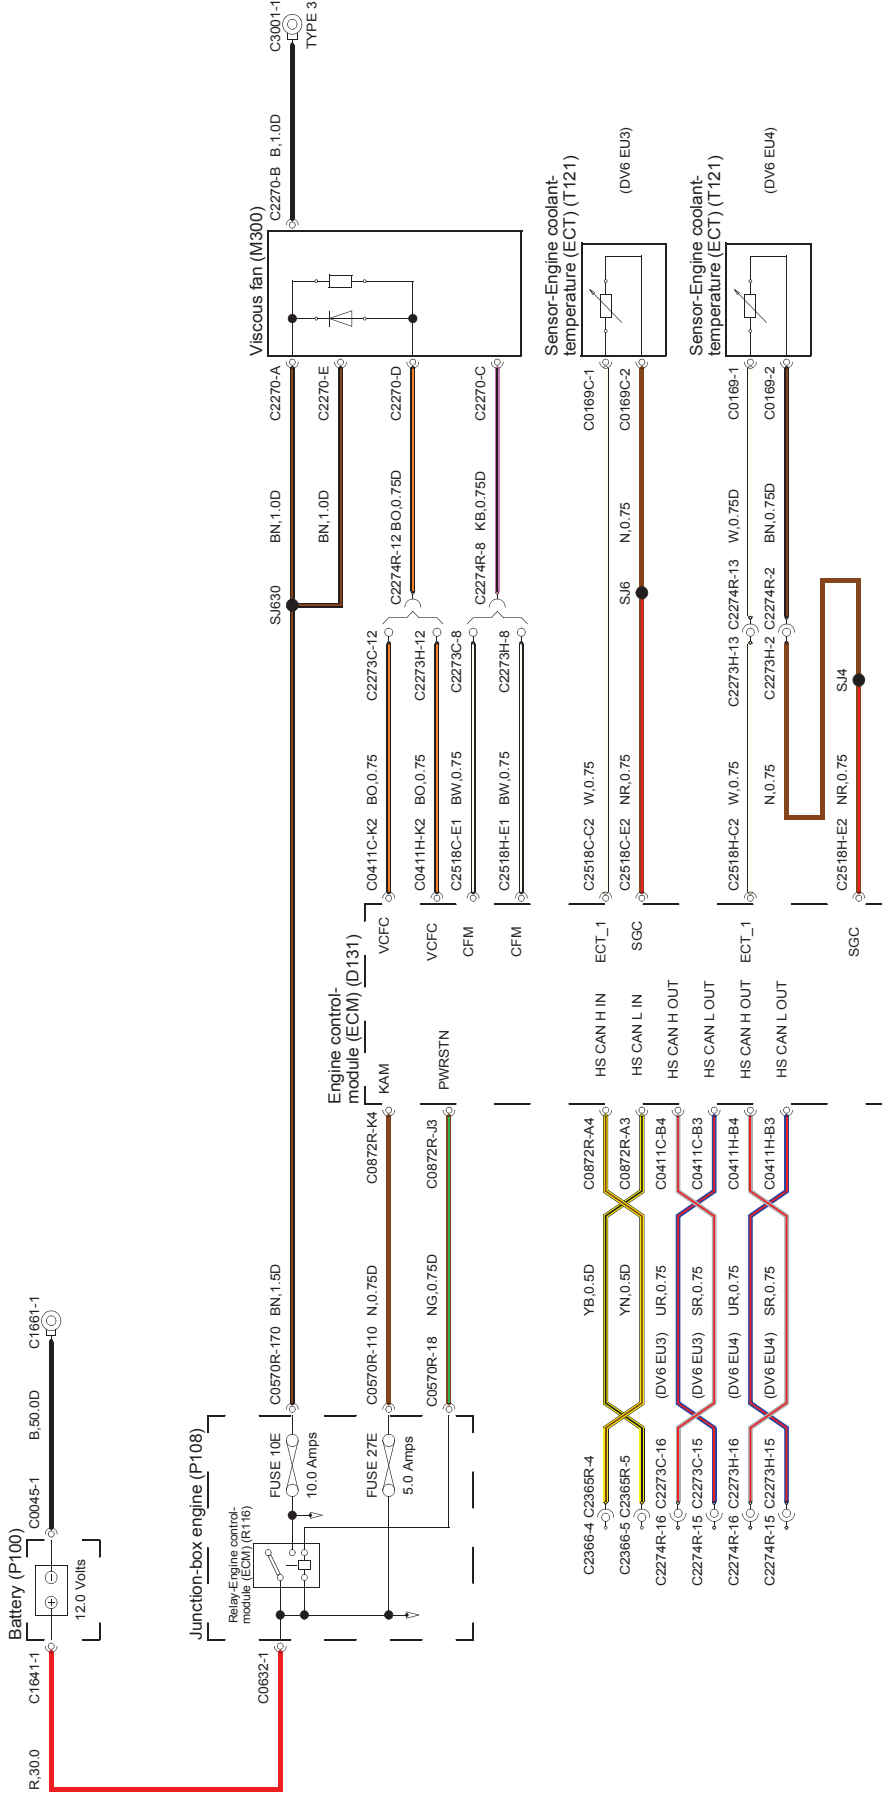 Battery (P100)
12.0 Volts
C1641-1
R,30.0
C0045-1
B,50.0D
C1661-1
Junction-box engine (P108)
Relay-Engine control-
module (ECM) (R116)
C0632-1
FUSE 10E
10.0 Amps
FUSE 27E
5.0 Amps
C0570R-170
BN,1.5D
C0570R-110
N,0.75D
C0872R-K4
C0570R-18
NG,0.75D
C0872R-J3
SJ630
BN,1.0D
C2270-A
BN,1.0D
C2270-E
Viscous fan (M300)
C2270-B
B,1.0D
C3001-1
TYPE 3
Engine control-
module (ECM) (D131)
KAM
PWRSTN
VCFC
VCFC
CFM
CFM
C0411C-K2
BO,0.75
C2273C-12
C0411H-K2
BO,0.75
C2273H-12
C2274R-12
BO,0.75D
C2270-D
C2518C-E1
BW,0.75
C2273C-8
C2518H-E1
BW,0.75
C2273H-8
C2274R-8
KB,0.75D
C2270-C
Sensor-Engine coolant-
temperature (ECT) (T121)
(DV6 EU3)
ECT_1
C2518C-C2
W,0.75
C0169C-1
SGC
C2518C-E2
NR,0.75
SJ6
N,0.75
C0169C-2
Sensor-Engine coolant-
temperature (ECT) (T121)
(DV6 EU4)
ECT_1
C2518H-C2
W,0.75
C2273H-13
C2274R-13
W,0.75D
C0169-1
N,0.75
C2273H-2
C2274R-2
BN,0.75D
C0169-2
SGC
C2518H-E2
NR,0.75
SJ4
HS CAN H IN
HS CAN L IN
HS CAN H OUT
HS CAN L OUT
HS CAN H OUT
HS CAN L OUT
C2366-4
C2365R-4
YB,0.5D
C0872R-A4
C2366-5
C2365R-5
YN,0.5D
C0872R-A3
C2274R-16
C2273C-16
(DV6 EU3)
UR,0.75
C0411C-B4
C2274R-15
C2273C-15
(DV6 EU3)
SR,0.75
C0411C-B3
C2274R-16
C2273H-16
(DV6 EU4)
UR,0.75
C0411H-B4
C2274R-15
C2273H-15
(DV6 EU4)
SR,0.75
C0411H-B3